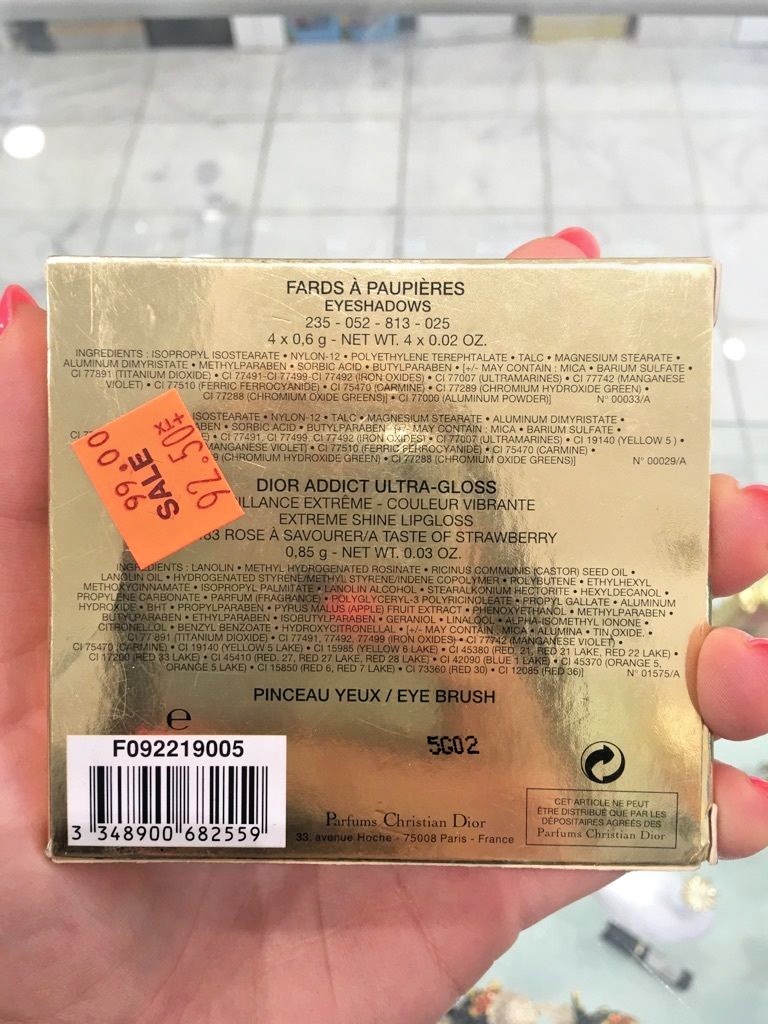 FARDS À PAUPIÈRES
EYESHADOWS
235 - 052 - 813 - 025
4 x 0,6 g - NET WT. 4 x 0.02 OZ.
INGREDIENTS : ISOPROPYL ISOSTEARATE • NYLON-12 • POLYETHYLENE TEREPHTALATE • TALC • MAGNESIUM STEARATE •
ALUMINUM DIMYRISTATE • METHYLPARABEN • SORBIC ACID • BUTYLPARABEN • [+/- MAY CONTAIN : MICA • BARIUM SULFATE •
CI 77891 (TITANIUM DIOXIDE) • CI 77491-CI 77499-CI 77492 (IRON OXIDES) • CI 77007 (ULTRAMARINES) • CI 77742 (MANGANESE
VIOLET) • CI 77510 (FERRIC FERROCYANIDE) • CI 75470 (CARMINE) • CI 77289 (CHROMIUM HYDROXIDE GREEN) •
CI 77288 (CHROMIUM OXIDE GREENS)] • CI 77000 (ALUMINUM POWDER)] N° 00033/A
ISOSTEARATE • NYLON-12 • TALC • MAGNESIUM STEARATE • ALUMINUM DIMYRISTATE •
SORBIC ACID • BUTYLPARABEN • MAY CONTAIN : MICA • BARIUM SULFATE •
• CI 77491, CI 77499, CI 77492 (IRON OXIDES) • CI 77007 (ULTRAMARINES) • CI 19140 (YELLOW 5) •
MANGANESE VIOLET) • CI 77510 (FERRIC FERROCYANIDE) • CI 75470 (CARMINE) •
(CHROMIUM HYDROXIDE GREEN) • CI 77288 (CHROMIUM OXIDE GREENS)] N° 00029/A
99.00
SALE
92.50
DIOR ADDICT ULTRA-GLOSS
EXTRÊME - COULEUR VIBRANTE
EXTREME SHINE LIPGLOSS
ROSE À SAVOURER/A TASTE OF STRAWBERRY
0,85 g - NET WT. 0.03 OZ.
INGREDIENTS : LANOLIN • METHYL HYDROGENATED ROSINATE • RICINUS COMMUNIS (CASTOR) SEED OIL •
LANOLIN OIL • HYDROGENATED STYRENE/METHYL STYRENE/INDENE COPOLYMER • POLYBUTENE • ETHYLHEXYL
METHOXYCINNAMATE • ISOPROPYL PALMITATE • LANOLIN ALCOHOL • STEARALKONIUM HECTORITE • HEXYLDECANOL •
PROPYLENE CARBONATE • PARFUM (FRAGRANCE) • POLYGLYCERYL-3 POLYRICINOLEATE • PROPYL GALLATE • ALUMINUM
HYDROXIDE • BHT • PROPYLPARABEN • PYRUS MALUS (APPLE) FRUIT EXTRACT • PHENOXYETHANOL • METHYLPARABEN •
BUTYLPARABEN • ETHYLPARABEN • ISOBUTYLPARABEN • GERANIOL • LINALOOL • ALPHA-ISOMETHYL IONONE •
CITRONELLOL • BENZYL BENZOATE • HYDROXYCITRONELLAL • [+/- MAY CONTAIN : MICA • ALUMINA • TIN OXIDE •
CI 77891 (TITANIUM DIOXIDE) • CI 77491, 77492, 77499 (IRON OXIDES) • CI 77742 (MANGANESE VIOLET) •
CI 75470 (CARMINE) • CI 19140 (YELLOW 5 LAKE) • CI 15985 (YELLOW 6 LAKE) • CI 45380 (RED 21, RED 21 LAKE, RED 22 LAKE) •
CI 17200 (RED 33 LAKE) • CI 45410 (RED 27, RED 27 LAKE, RED 28 LAKE) • CI 42090 (BLUE 1 LAKE) • CI 45370 (ORANGE 5,
ORANGE 5 LAKE) • CI 15850 (RED 6, RED 7 LAKE) • CI 73360 (RED 30) • CI 12085 (RED 36)] N° 01575/A
PINCEAU YEUX / EYE BRUSH
e
F092219005
3 348900 682559
5G02
Parfums Christian Dior
33, avenue Hoche - 75008 Paris - France
CET ARTICLE NE PEUT
ÊTRE DISTRIBUÉ QUE PAR LES
DÉPOSITAIRES AGRÉÉS DES
Parfums Christian Dior